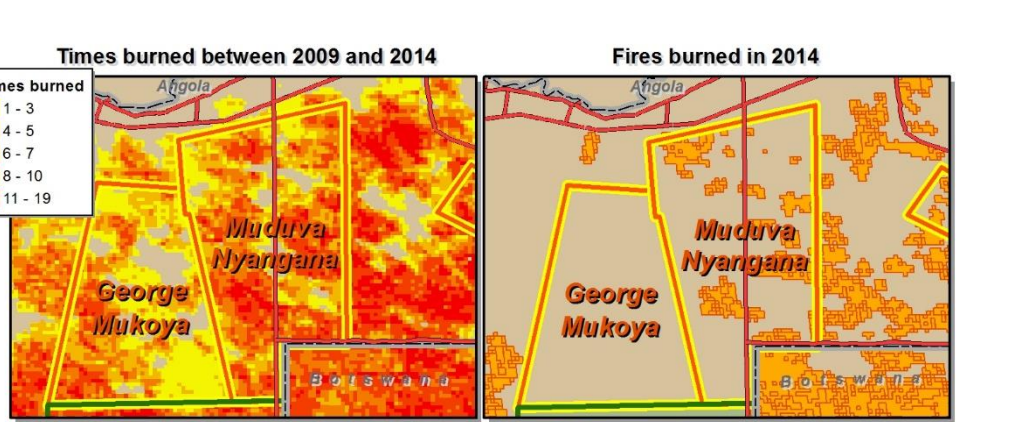 Times burned between 2009 and 2014
Fires burned in 2014
mes burned
1 - 3
4 - 5
6 - 7
8 - 10
11 - 19
Angola
Muduva
Nyangana
George
Mukoya
Botswana
Angola
Muduva
Nyangana
George
Mukoya
Botswana